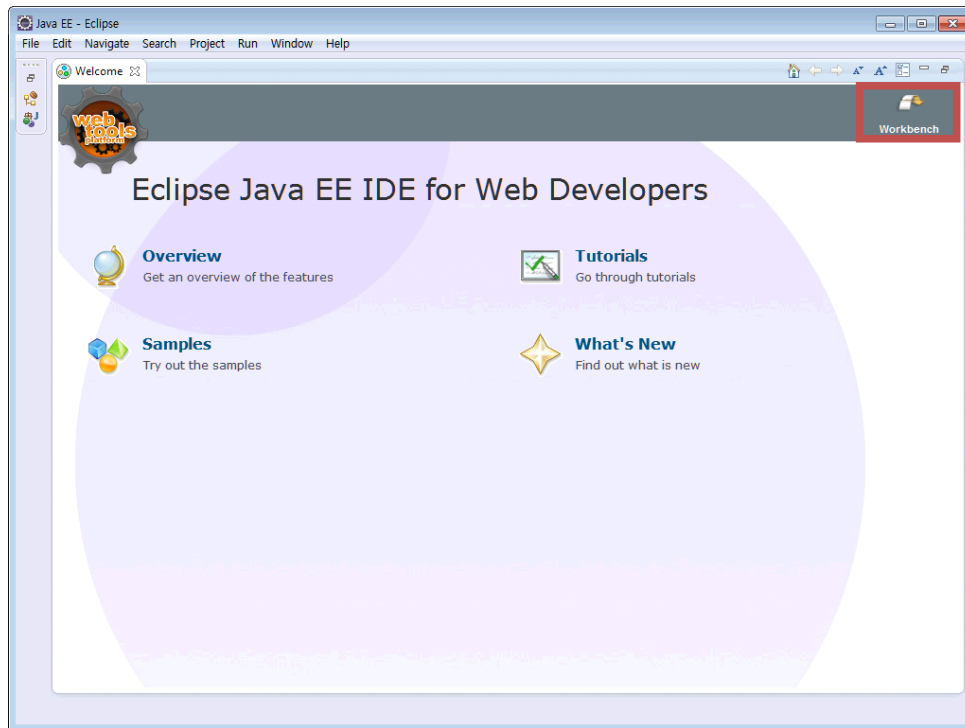 Java EE - Eclipse
File Edit Navigate Search Project Run Window Help
Welcome
web
tools
platform
Workbench
Eclipse Java EE IDE for Web Developers
Overview
Get an overview of the features
Tutorials
Go through tutorials
Samples
Try out the samples
What's New
Find out what is new